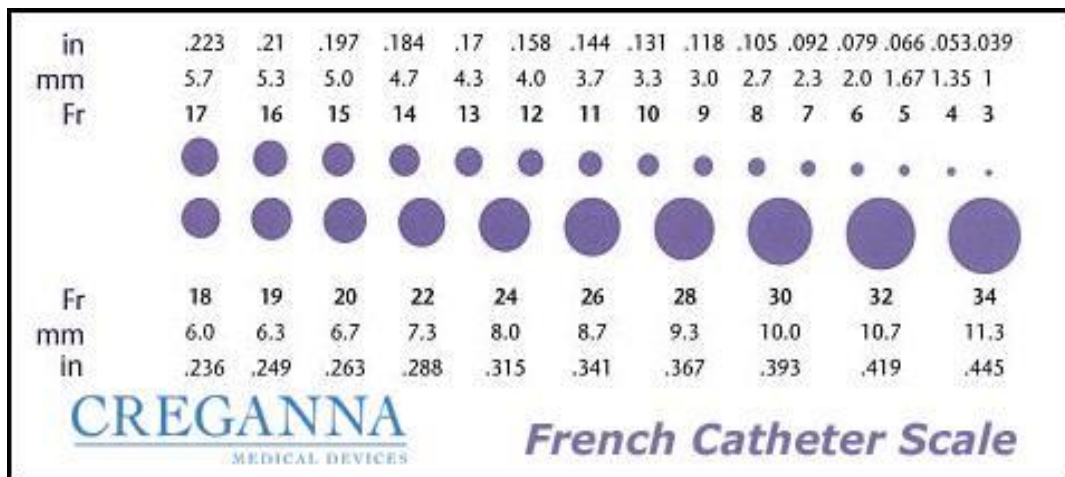 in .223 .21 .197 .184 .17 .158 .144 .131 .118 .105 .092 .079 .066 .053 .039
mm 5.7 5.3 5.0 4.7 4.3 4.0 3.7 3.3 3.0 2.7 2.3 2.0 1.67 1.35 1
Fr 17 16 15 14 13 12 11 10 9 8 7 6 5 4 3
Fr 18 19 20 22 24 26 28 30 32 34
mm 6.0 6.3 6.7 7.3 8.0 8.7 9.3 10.0 10.7 11.3
in .236 .249 .263 .288 .315 .341 .367 .393 .419 .445
CREGANNA
MEDICAL DEVICES
French Catheter Scale